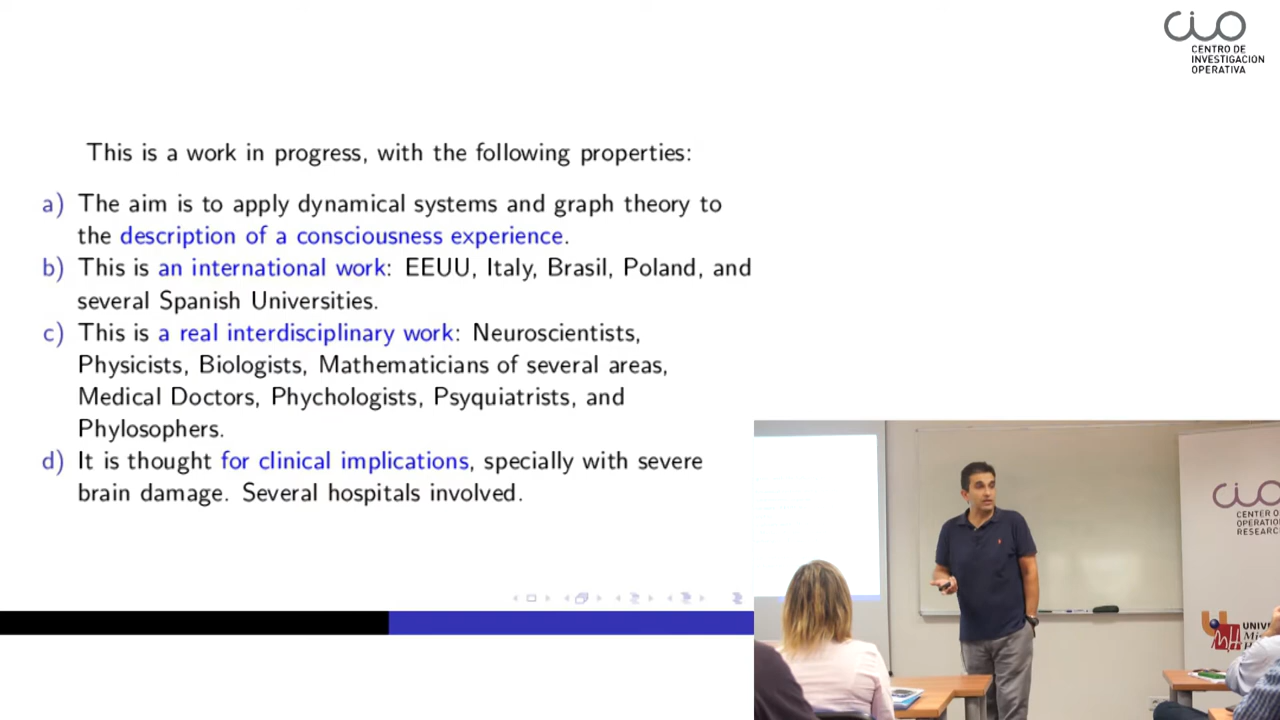 CENTRO DE
INVESTIGACION
OPERATIVA
This is a work in progress, with the following properties:
a) The aim is to apply dynamical systems and graph theory to
the description of a consciousness experience.
b) This is an international work: EEUU, Italy, Brasil, Poland, and
several Spanish Universities.
c) This is a real interdisciplinary work: Neuroscientists,
Physicists, Biologists, Mathematicians of several areas,
Medical Doctors, Phychologists, Psyquiatrists, and
Phylosophers.
d) It is thought for clinical implications, specially with severe
brain damage. Several hospitals involved.
CIO
CENTER O
OPERATION
RESEARC
UNIVE